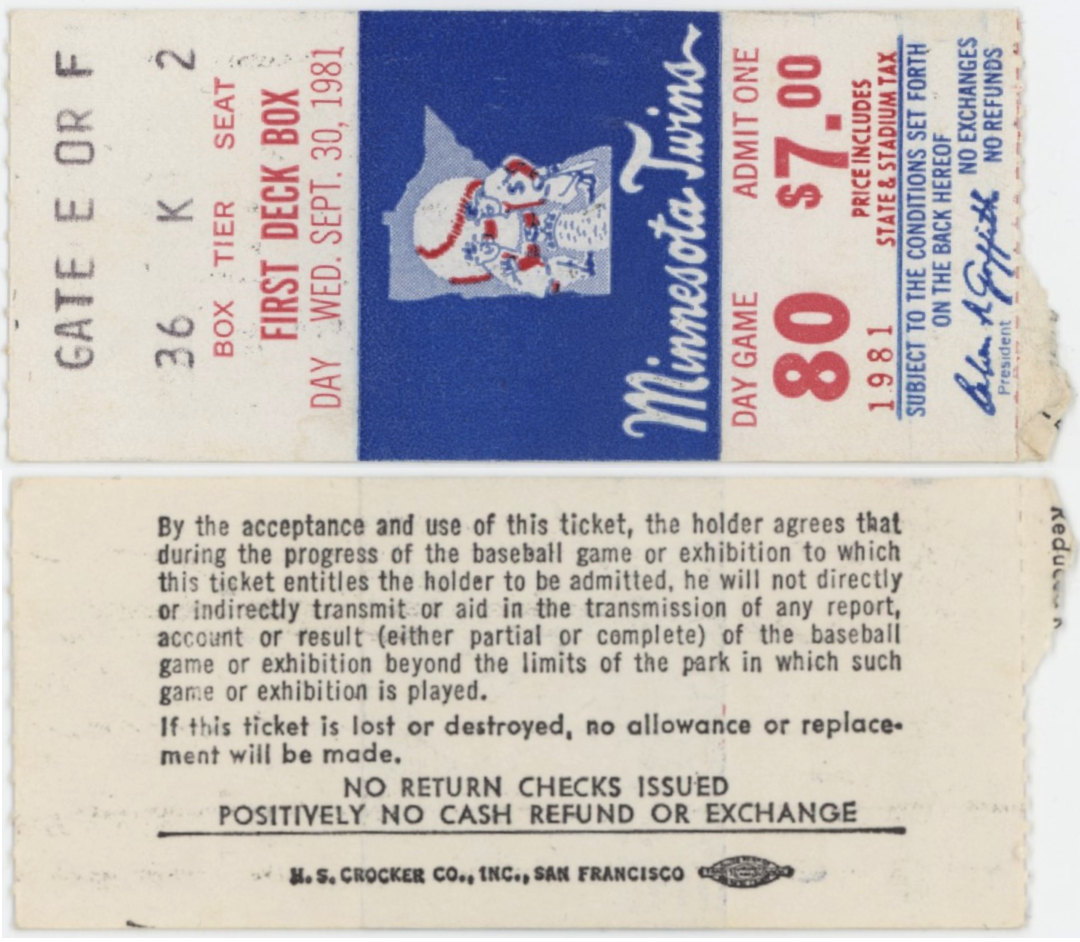 GATE E OR F
36 K 2
BOX TIER SEAT
FIRST DECK BOX
DAY WED. SEPT. 30, 1981
Minnesota Twins
DAY GAME ADMIT ONE
80 $7.00
PRICE INCLUDES
1981 STATE & STADIUM TAX
SUBJECT TO THE CONDITIONS SET FORTH
ON THE BACK HEREOF
NO EXCHANGES
NO REFUNDS
Calvin R Griffith
President
By the acceptance and use of this ticket, the holder agrees that
during the progress of the baseball game or exhibition to which
this ticket entitles the holder to be admitted, he will not directly
or indirectly transmit or aid in the transmission of any report,
account or result (either partial or complete) of the baseball
game or exhibition beyond the limits of the park in which such
game or exhibition is played.
If this ticket is lost or destroyed, no allowance or replace-
ment will be made.
NO RETURN CHECKS ISSUED
POSITIVELY NO CASH REFUND OR EXCHANGE
H. S. CROCKER CO., INC., SAN FRANCISCO